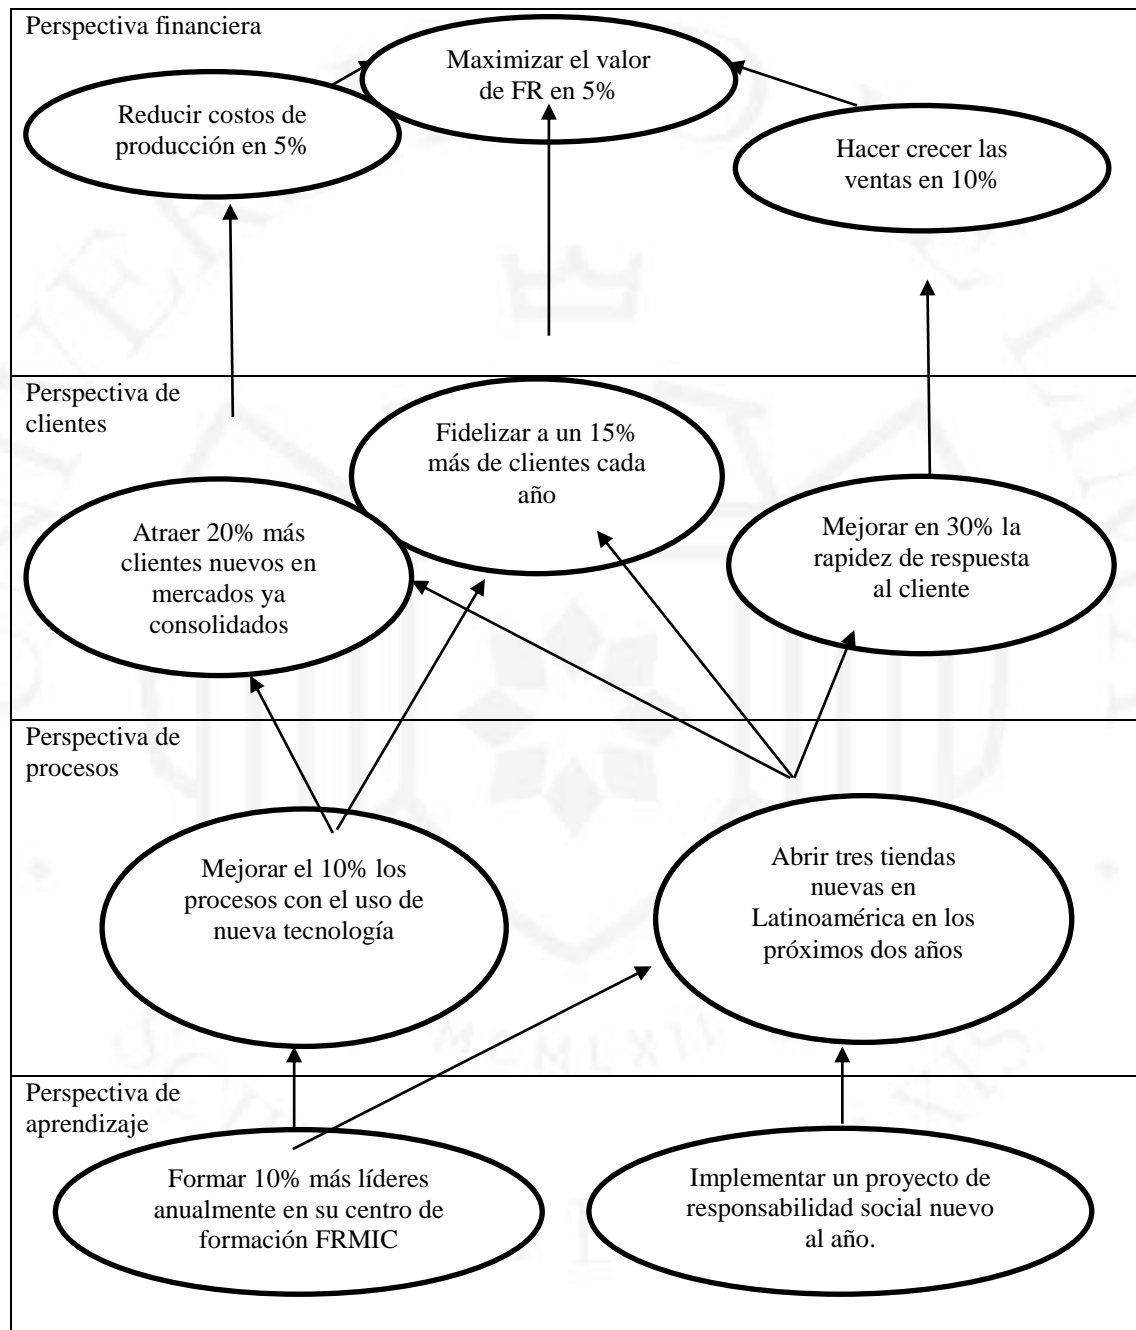 Perspectiva financiera
Maximizar el valor
de FR en 5%
Reducir costos de
producción en 5%
Hacer crecer las
ventas en 10%
Perspectiva de
clientes
Fidelizar a un 15%
más de clientes cada
año
Atraer 20% más
clientes nuevos en
mercados ya
consolidados
Mejorar en 30% la
rapidez de respuesta
al cliente
Perspectiva de
procesos
Mejorar el 10% los
procesos con el uso de
nueva tecnología
Abrir tres tiendas
nuevas en
Latinoamérica en los
próximos dos años
Perspectiva de
aprendizaje
Formar 10% más líderes
anualmente en su centro de
formación FRMIC
Implementar un proyecto de
responsabilidad social nuevo
al año.